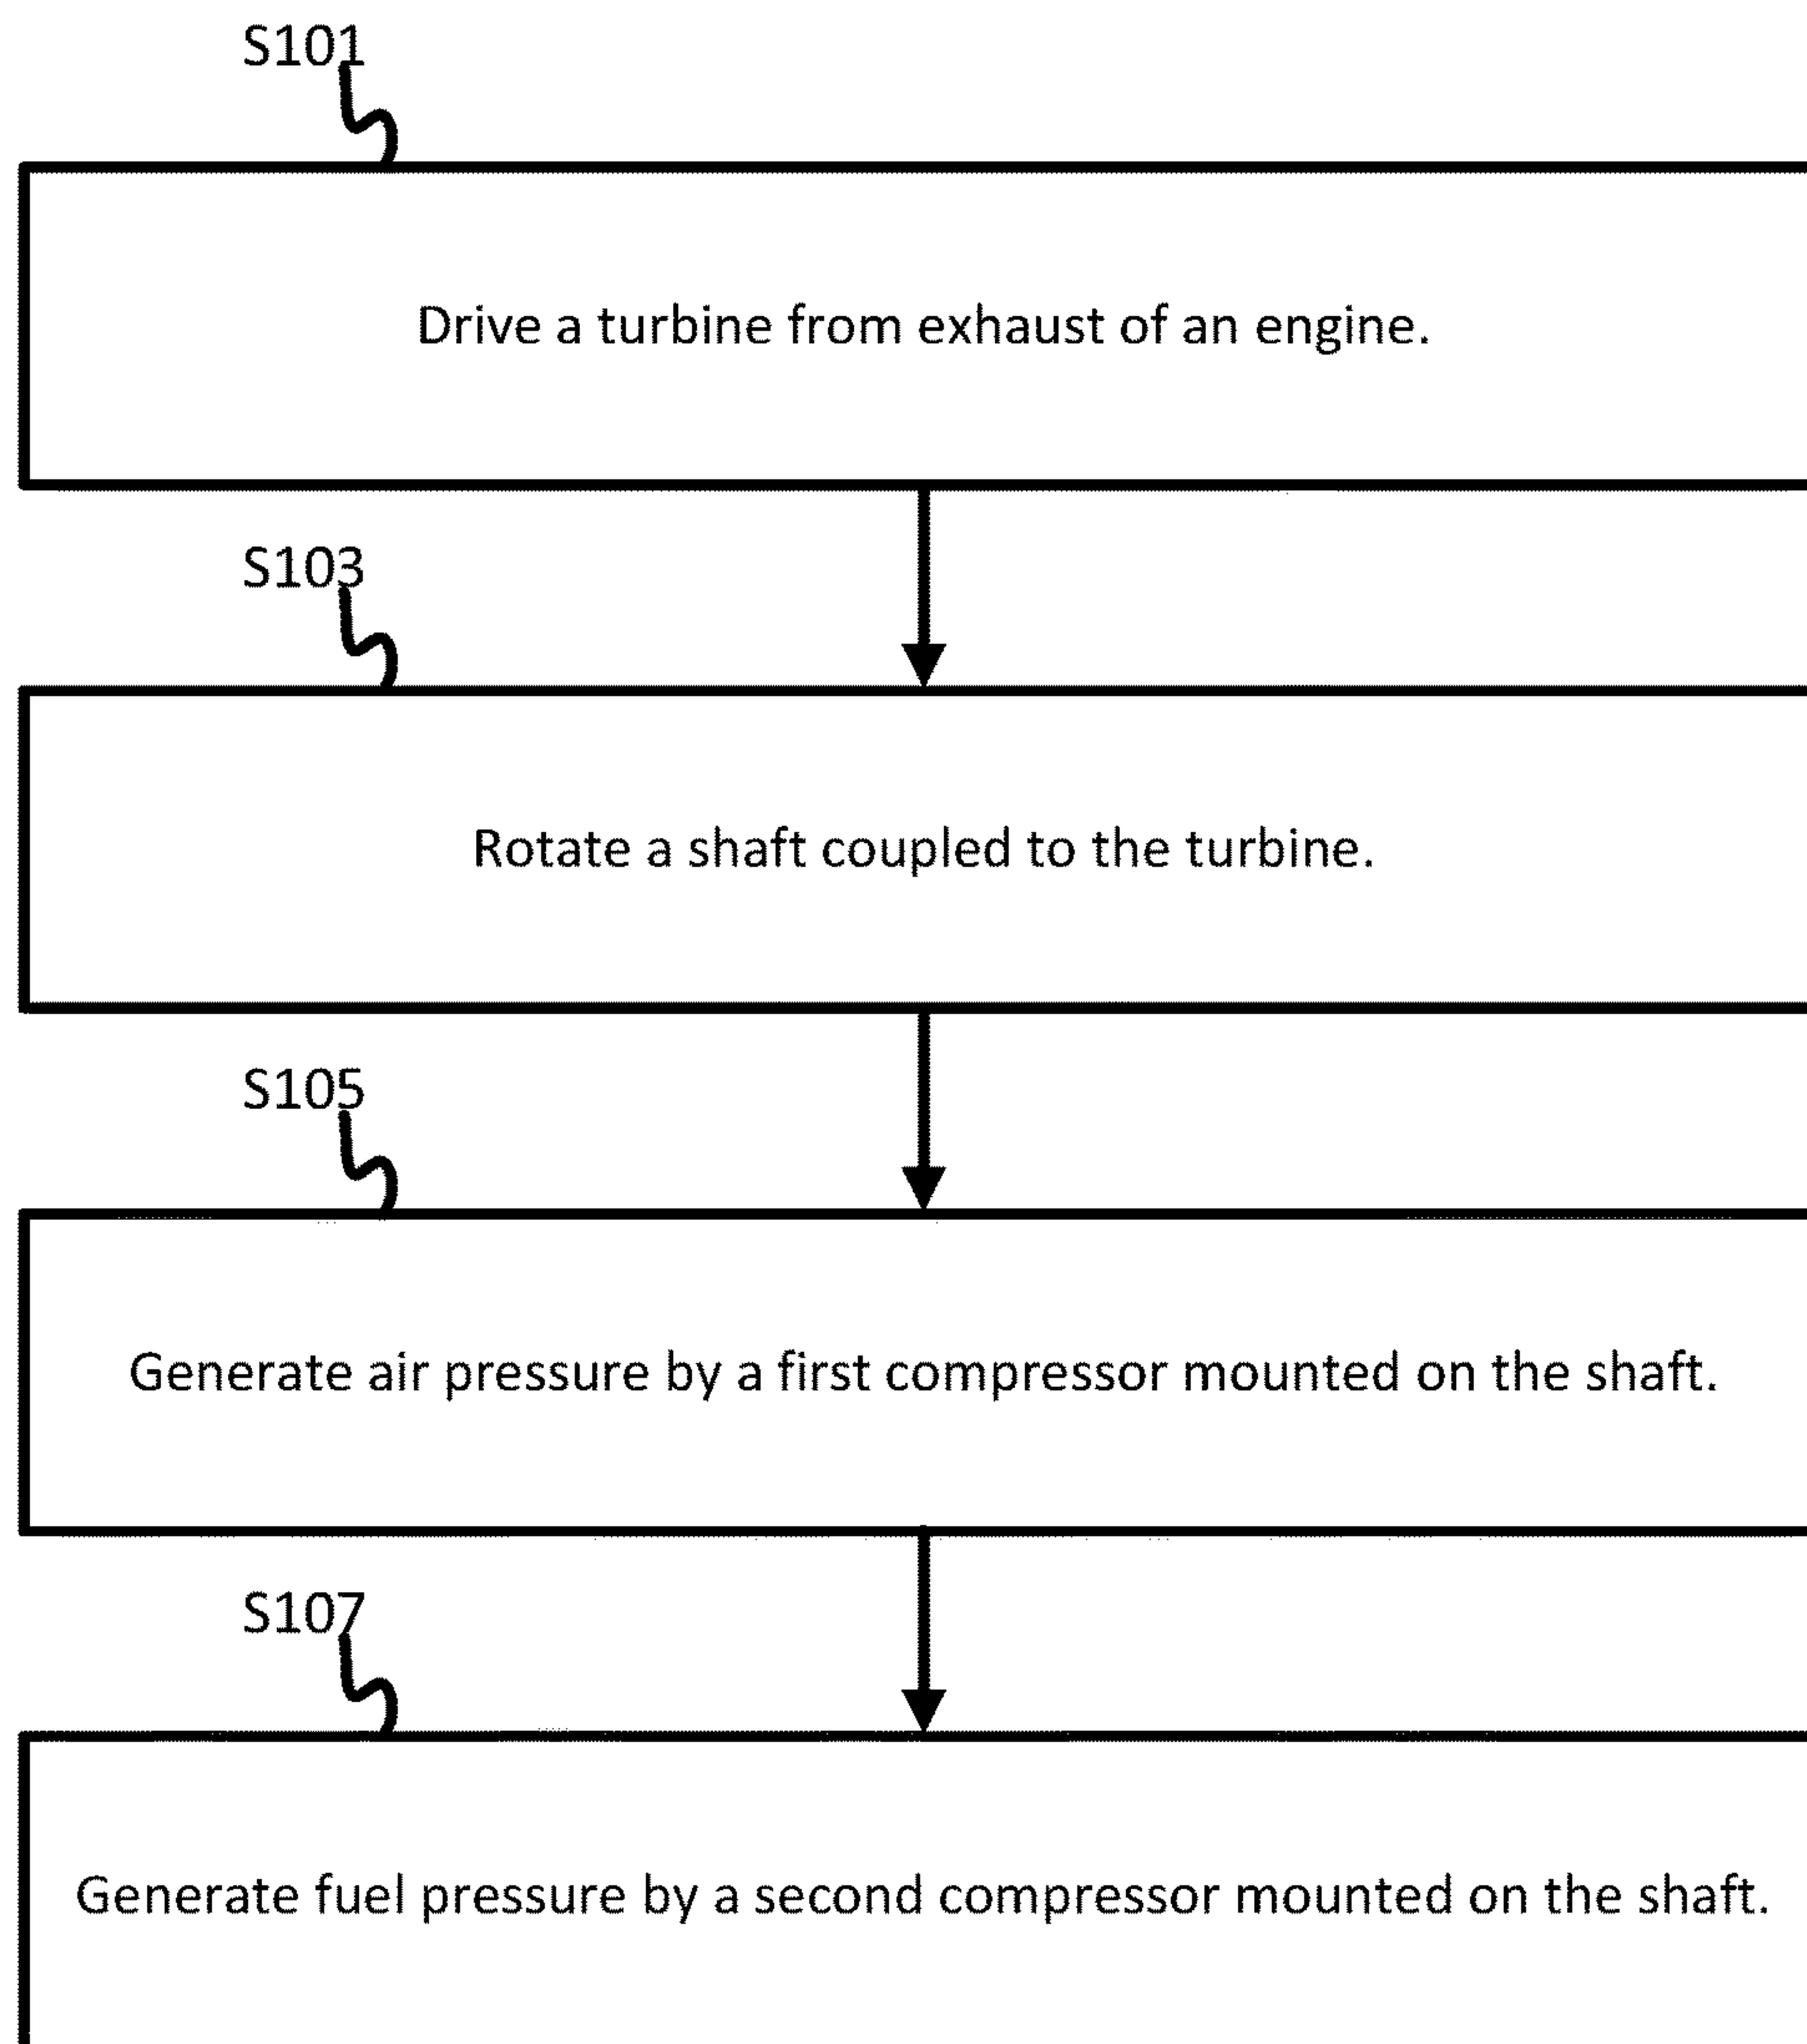 S101
Drive a turbine from exhaust of an engine.
S103
Rotate a shaft coupled to the turbine.
S105
Generate air pressure by a first compressor mounted on the shaft.
S107
Generate fuel pressure by a second compressor mounted on the shaft.